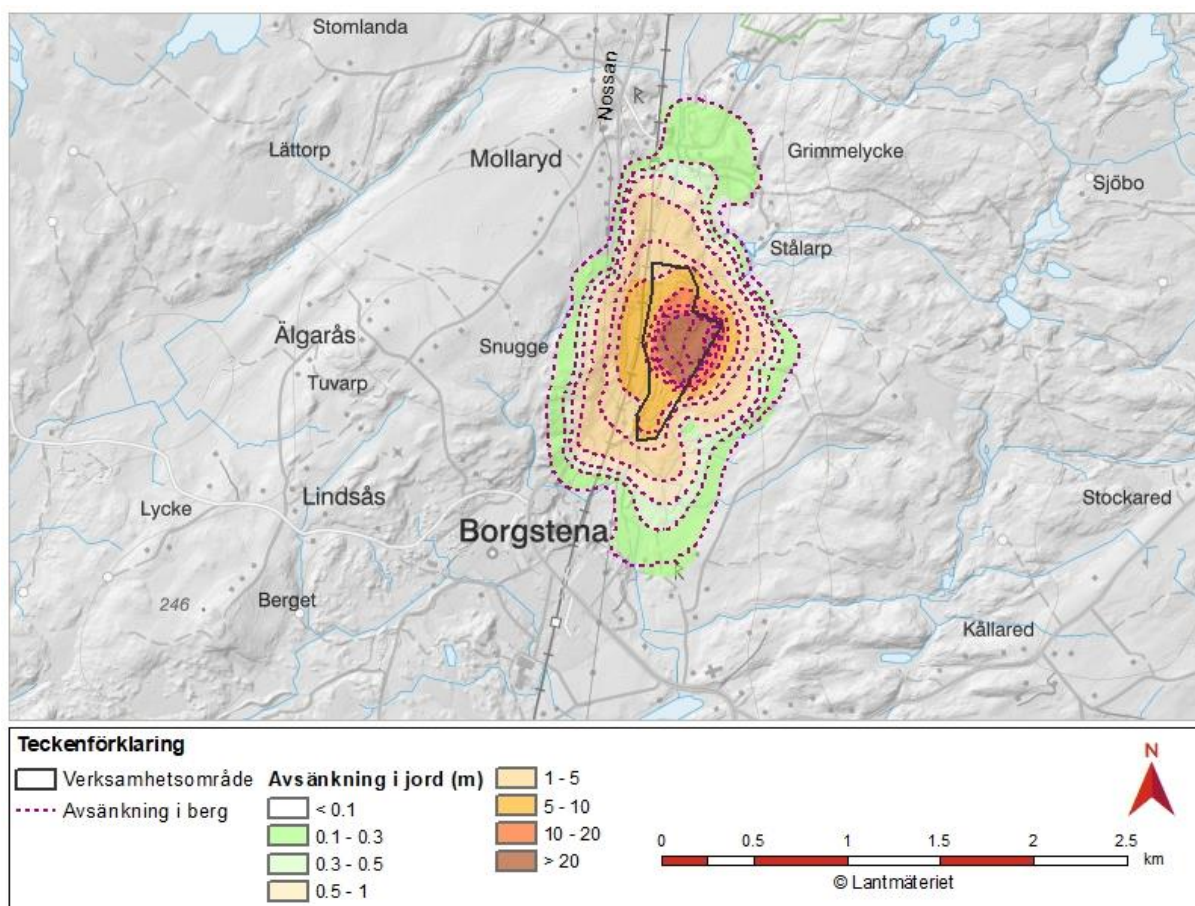 Stomlanda
Nossan
R
Lättorp
Mollaryd
Grimmelycke
Sjöbo
Stålarp
Älgarås
Snugge
Tuvarp
Lycke
Lindsås
Stockared
Borgstena
R
246
Berget
Kållared
Teckenförklaring
Verksamhetsområde
Avsänkning i berg
Avsänkning i jord (m)
< 0.1
0.1 - 0.3
0.3 - 0.5
0.5 - 1
1 - 5
5 - 10
10 - 20
> 20
N
0 0.5 1 1.5 2 2.5
km
© Lantmäteriet